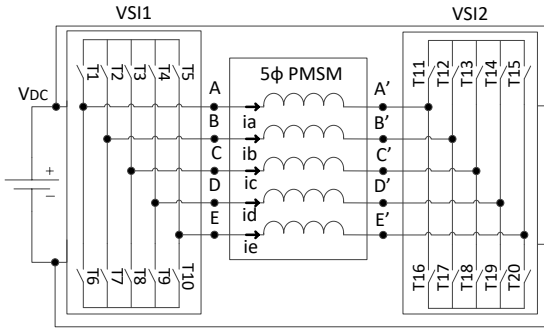 VSI1
VSI2
T1 T2 T3 T4 T5
5ϕ PMSM
T11 T12 T13 T14 T15
VDC
A
A’
ia
B
B’
ib
C
C’
ic
D
D’
id
E
E’
ie
+
−
T6 T7 T8 T9 T10
T16 T17 T18 T19 T20